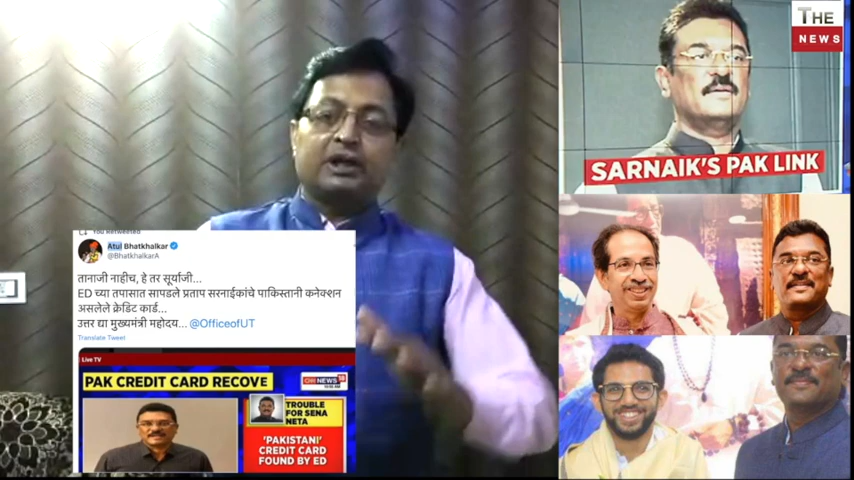 THE
NEWS
SARNAIK'S PAK LINK
You Retweeted
Atul Bhatkhalkar
@BhatkhalkarA
तानाजी नाहीच, हे तर सूर्याजी...
ED च्या तपासात सापडले प्रताप सरनाईकांचे पाकिस्तानी कनेक्शन
असलेले क्रेडिट कार्ड...
उत्तर द्या मुख्यमंत्री महोदय... @OfficeofUT
Translate Tweet
Live TV
PAK CREDIT CARD RECOVE
CNN NEWS 18
TROUBLE
FOR SENA
NETA
'PAKISTANI'
CREDIT CARD
FOUND BY ED